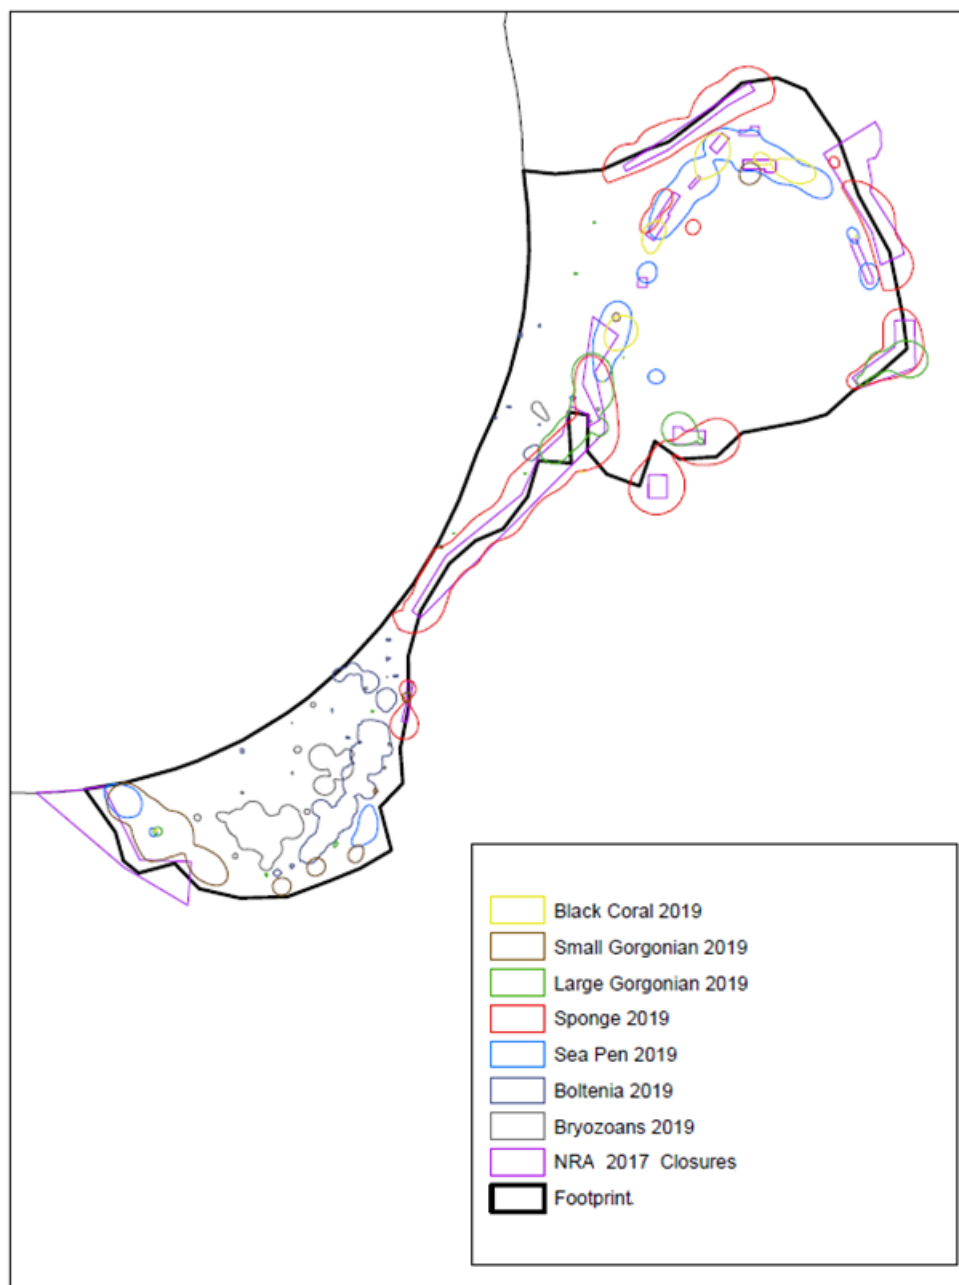 Black Coral 2019
Small Gorgonian 2019
Large Gorgonian 2019
Sponge 2019
Sea Pen 2019
Boltenia 2019
Bryozoans 2019
NRA 2017 Closures
Footprint.